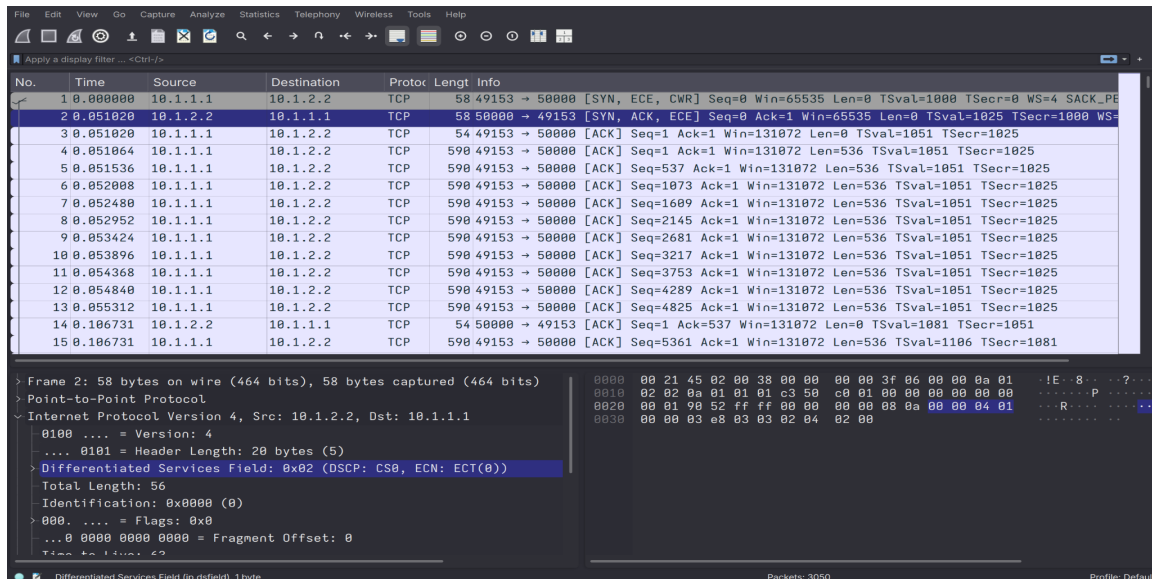 File Edit View Go Capture Analyze Statistics Telephony Wireless Tools Help
Apply a display filter ... <Ctrl-/>
No. Time Source Destination Protoc Lengt Info
1 0.000000 10.1.1.1 10.1.2.2 TCP 58 49153 → 50000 [SYN, ECE, CWR] Seq=0 Win=65535 Len=0 TSval=1000 TSecr=0 WS=4 SACK_PE
2 0.051020 10.1.2.2 10.1.1.1 TCP 58 50000 → 49153 [SYN, ACK, ECE] Seq=0 Ack=1 Win=65535 Len=0 TSval=1025 TSecr=1000 WS=
3 0.051020 10.1.1.1 10.1.2.2 TCP 54 49153 → 50000 [ACK] Seq=1 Ack=1 Win=131072 Len=0 TSval=1051 TSecr=1025
4 0.051064 10.1.1.1 10.1.2.2 TCP 590 49153 → 50000 [ACK] Seq=1 Ack=1 Win=131072 Len=536 TSval=1051 TSecr=1025
5 0.051536 10.1.1.1 10.1.2.2 TCP 590 49153 → 50000 [ACK] Seq=537 Ack=1 Win=131072 Len=536 TSval=1051 TSecr=1025
6 0.052008 10.1.1.1 10.1.2.2 TCP 590 49153 → 50000 [ACK] Seq=1073 Ack=1 Win=131072 Len=536 TSval=1051 TSecr=1025
7 0.052480 10.1.1.1 10.1.2.2 TCP 590 49153 → 50000 [ACK] Seq=1609 Ack=1 Win=131072 Len=536 TSval=1051 TSecr=1025
8 0.052952 10.1.1.1 10.1.2.2 TCP 590 49153 → 50000 [ACK] Seq=2145 Ack=1 Win=131072 Len=536 TSval=1051 TSecr=1025
9 0.053424 10.1.1.1 10.1.2.2 TCP 590 49153 → 50000 [ACK] Seq=2681 Ack=1 Win=131072 Len=536 TSval=1051 TSecr=1025
10 0.053896 10.1.1.1 10.1.2.2 TCP 590 49153 → 50000 [ACK] Seq=3217 Ack=1 Win=131072 Len=536 TSval=1051 TSecr=1025
11 0.054368 10.1.1.1 10.1.2.2 TCP 590 49153 → 50000 [ACK] Seq=3753 Ack=1 Win=131072 Len=536 TSval=1051 TSecr=1025
12 0.054840 10.1.1.1 10.1.2.2 TCP 590 49153 → 50000 [ACK] Seq=4289 Ack=1 Win=131072 Len=536 TSval=1051 TSecr=1025
13 0.055312 10.1.1.1 10.1.2.2 TCP 590 49153 → 50000 [ACK] Seq=4825 Ack=1 Win=131072 Len=536 TSval=1051 TSecr=1025
14 0.106731 10.1.2.2 10.1.1.1 TCP 54 50000 → 49153 [ACK] Seq=1 Ack=537 Win=131072 Len=0 TSval=1081 TSecr=1051
15 0.106731 10.1.1.1 10.1.2.2 TCP 590 49153 → 50000 [ACK] Seq=5361 Ack=1 Win=131072 Len=536 TSval=1106 TSecr=1081
Frame 2: 58 bytes on wire (464 bits), 58 bytes captured (464 bits)
Point-to-Point Protocol
Internet Protocol Version 4, Src: 10.1.2.2, Dst: 10.1.1.1
0100 .... = Version: 4
.... 0101 = Header Length: 20 bytes (5)
Differentiated Services Field: 0x02 (DSCP: CS0, ECN: ECT(0))
Total Length: 56
Identification: 0x0000 (0)
000. .... = Flags: 0x0
...0 0000 0000 0000 = Fragment Offset: 0
Time to Live: 63
0000 00 21 45 02 00 38 00 00 00 00 3f 06 00 00 0a 01 ·!E··8·· ··?·····
0010 02 02 0a 01 01 01 c3 50 c0 01 00 00 00 00 00 00 ·······P ········
0020 00 01 90 52 ff ff 00 00 00 00 08 0a 00 00 04 01 ···R···· ········
0030 00 00 03 e8 03 03 02 04 02 00 ········ ··
Differentiated Services Field (ip.dsfield), 1 byte
Packets: 3050
Profile: Defau